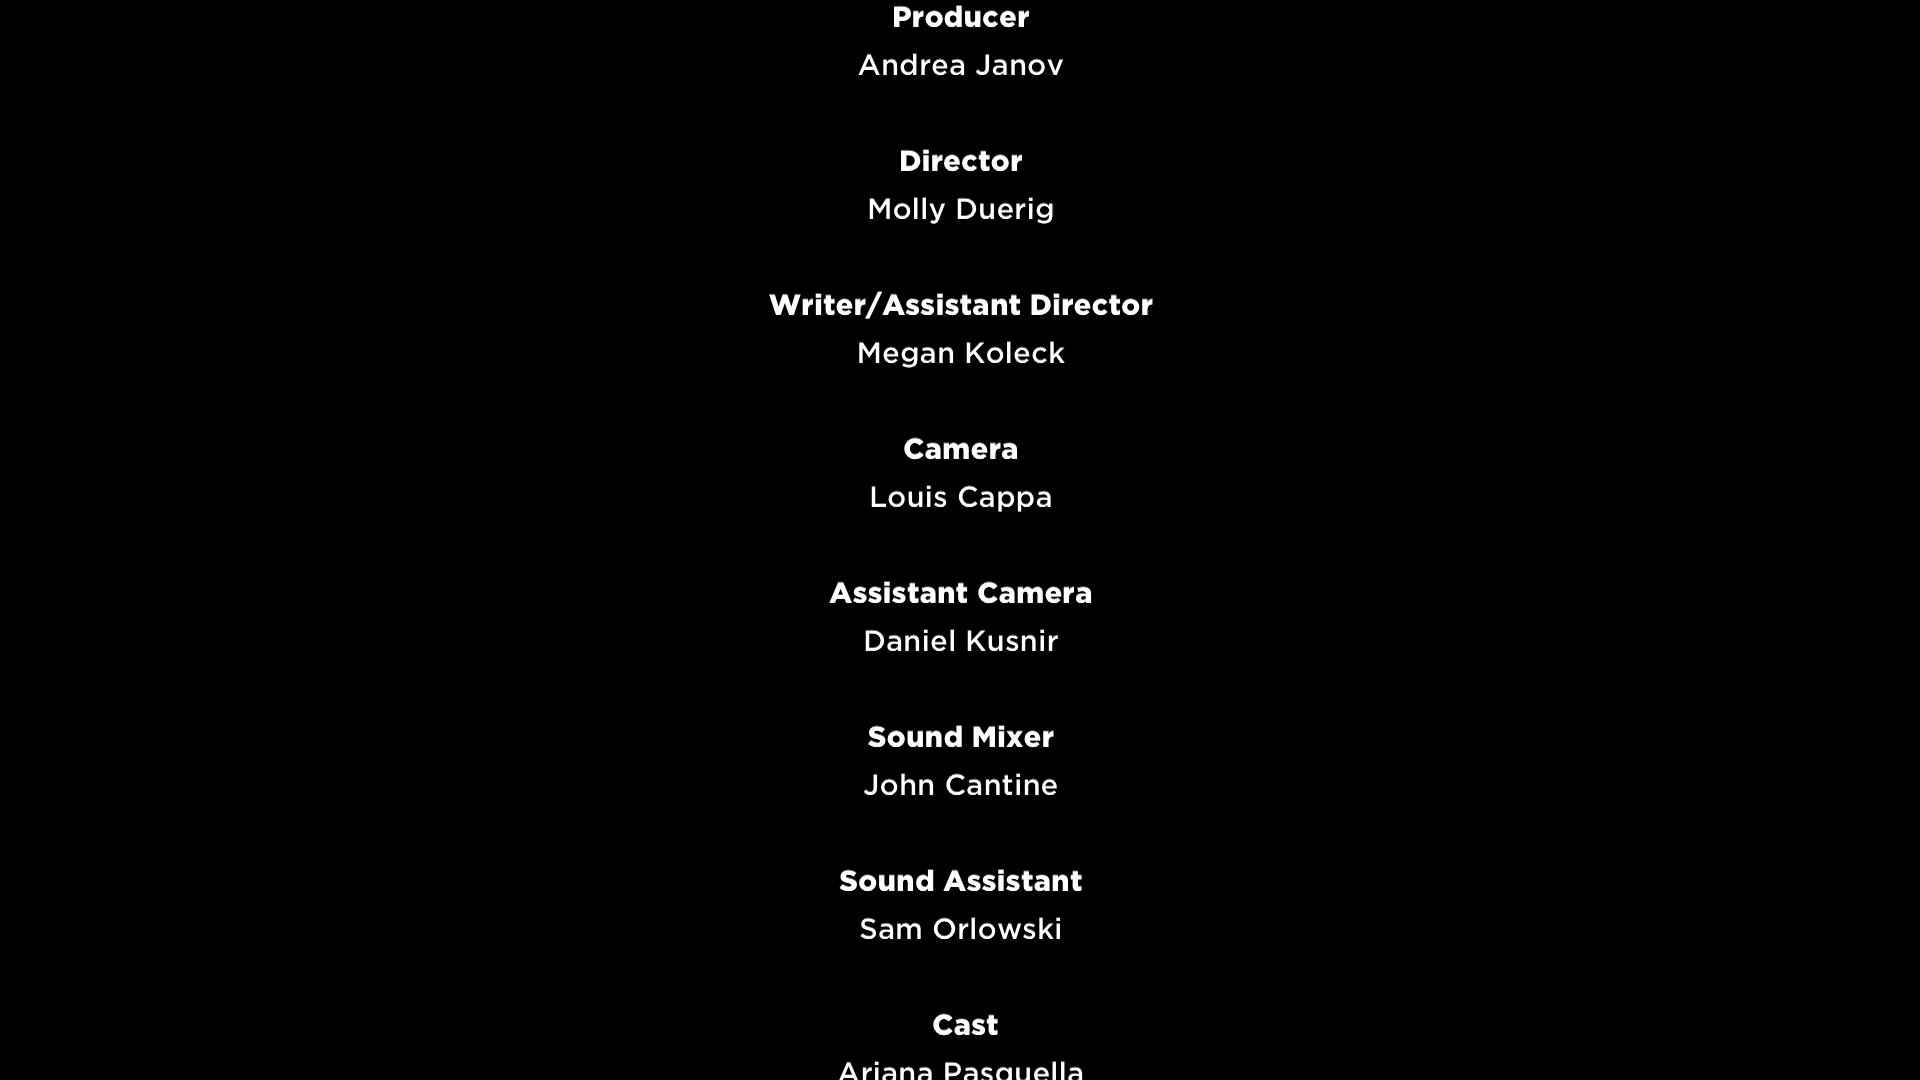 Producer
Andrea Janov
Director
Molly Duerig
Writer/Assistant Director
Megan Koleck
Camera
Louis Cappa
Assistant Camera
Daniel Kusnir
Sound Mixer
John Cantine
Sound Assistant
Sam Orlowski
Cast
Ariana Pasquella